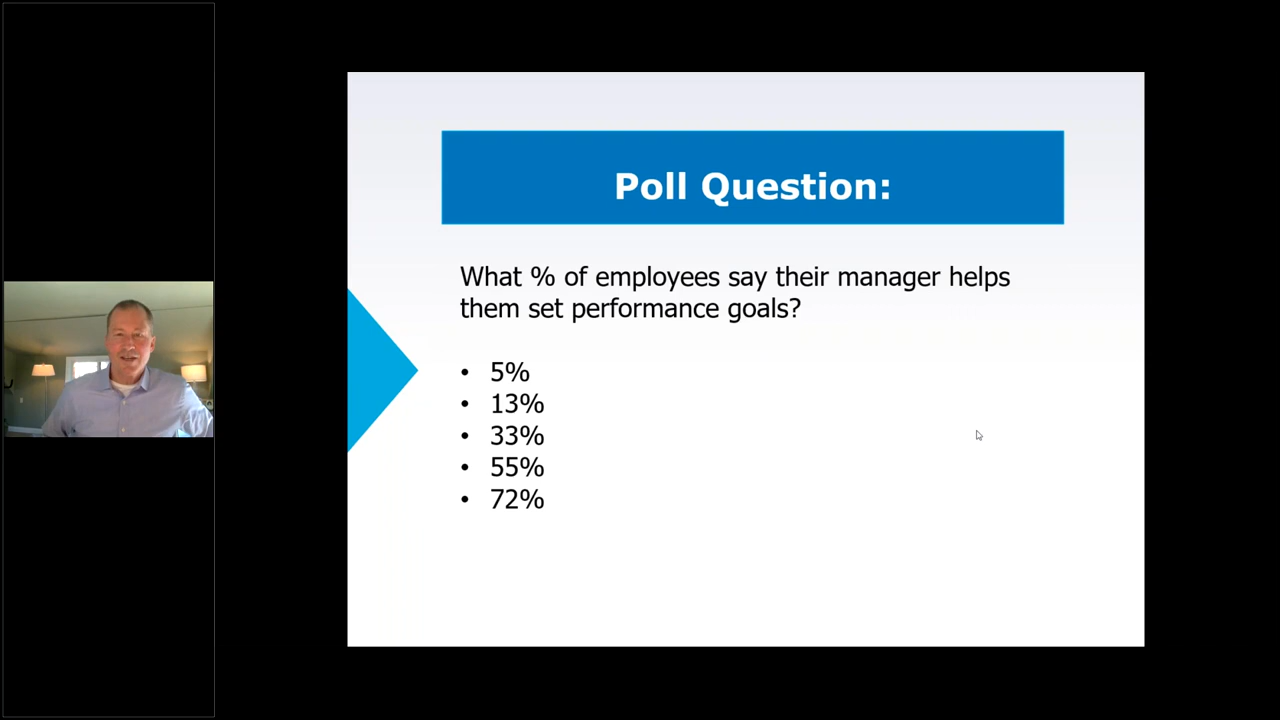 Poll Question:
What % of employees say their manager helps
them set performance goals?
• 5%
• 13%
• 33%
• 55%
• 72%